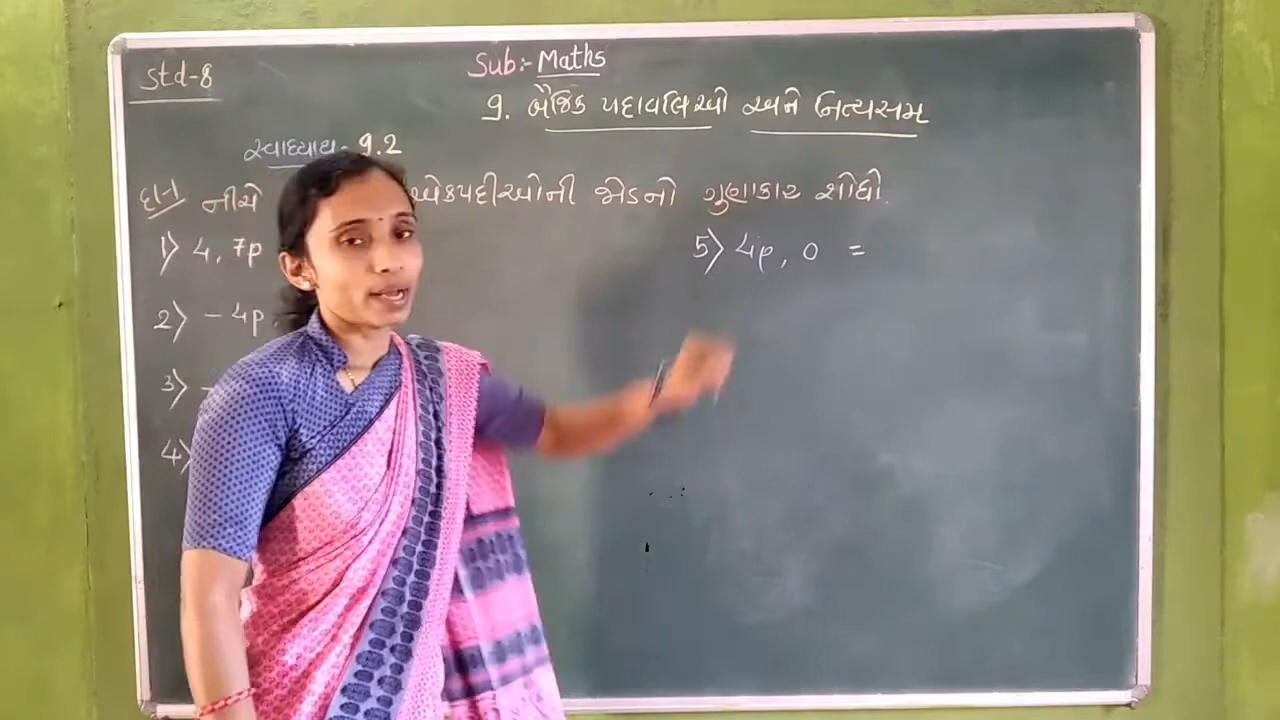 Std-8
Sub:- Maths
9. બૈજિક પદાવલિઓ અને નિત્યસમ
સ્વાધ્યાય- 9.2
દા-1 નીચે એકપદીઓની જોડનો ગુણાકાર શોધો.
1) 4, 7p
2) - 4p,
3) -
4)
5) 4p, 0 =